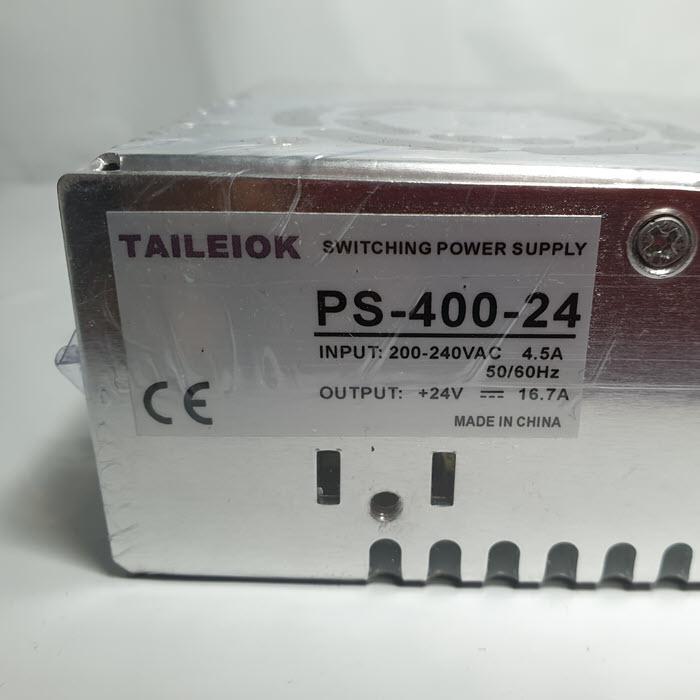 TAILEIOK SWITCHING POWER SUPPLY
PS-400-24
INPUT: 200-240VAC 4.5A
50/60Hz
OUTPUT: +24V ⎓ 16.7A
MADE IN CHINA
CE